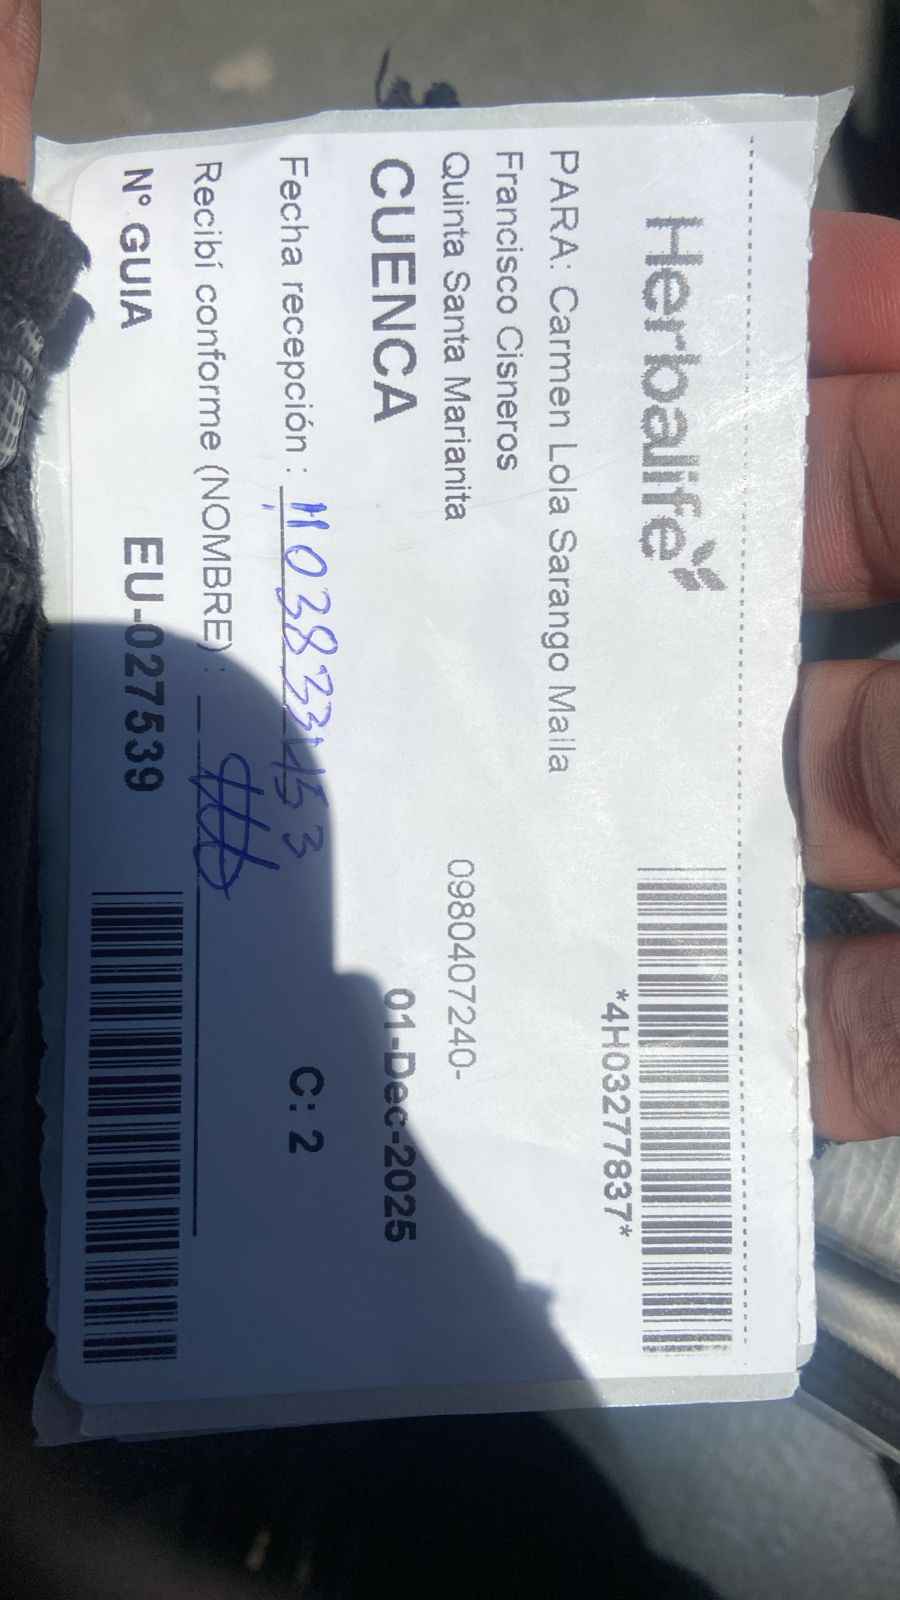 Herbalife
*4H03277837*
PARA: Carmen Lola Sarango Maila
Francisco Cisneros
Quinta Santa Marianita
0980407240-
CUENCA
01-Dec-2025
Fecha recepción :
C: 2
Recibí conforme (NOMBRE) :
N° GUIA
EU-027539